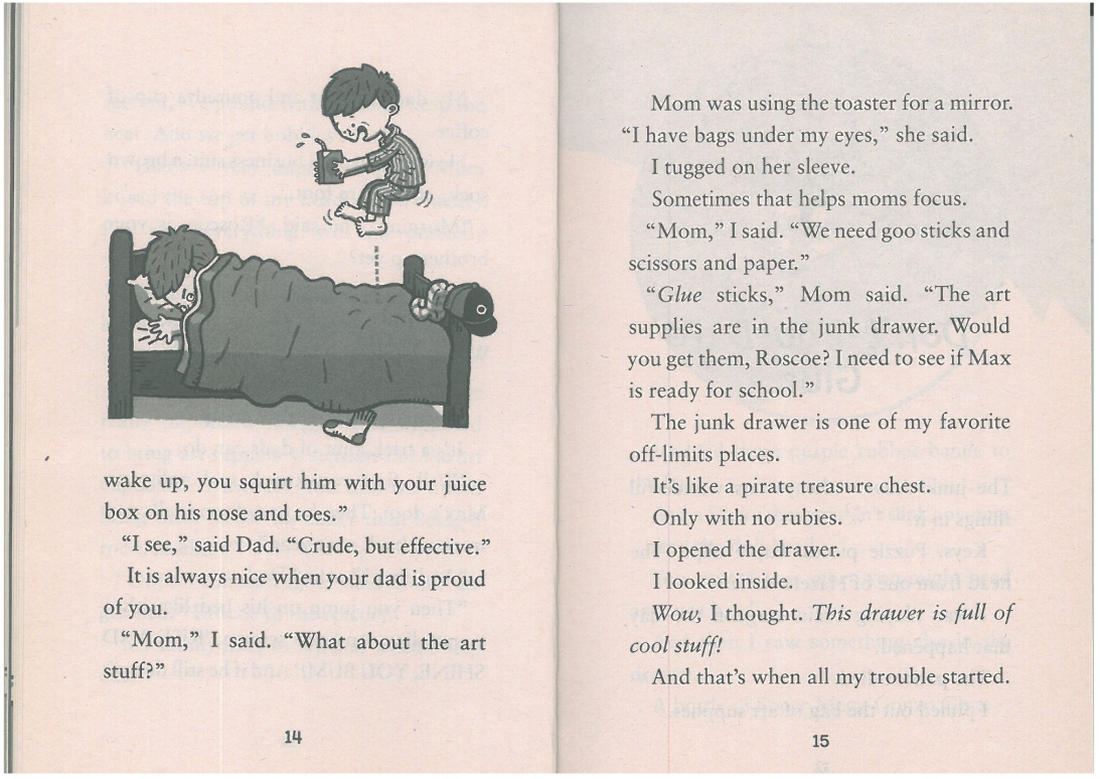 wake up, you squirt him with your juice
box on his nose and toes.”
“I see,” said Dad. “Crude, but effective.”
It is always nice when your dad is proud
of you.
“Mom,” I said. “What about the art
stuff?”
14
Mom was using the toaster for a mirror.
“I have bags under my eyes,” she said.
I tugged on her sleeve.
Sometimes that helps moms focus.
“Mom,” I said. “We need goo sticks and
scissors and paper.”
“Glue sticks,” Mom said. “The art
supplies are in the junk drawer. Would
you get them, Roscoe? I need to see if Max
is ready for school.”
The junk drawer is one of my favorite
off-limits places.
It’s like a pirate treasure chest.
Only with no rubies.
I opened the drawer.
I looked inside.
Wow, I thought. This drawer is full of
cool stuff!
And that’s when all my trouble started.
15